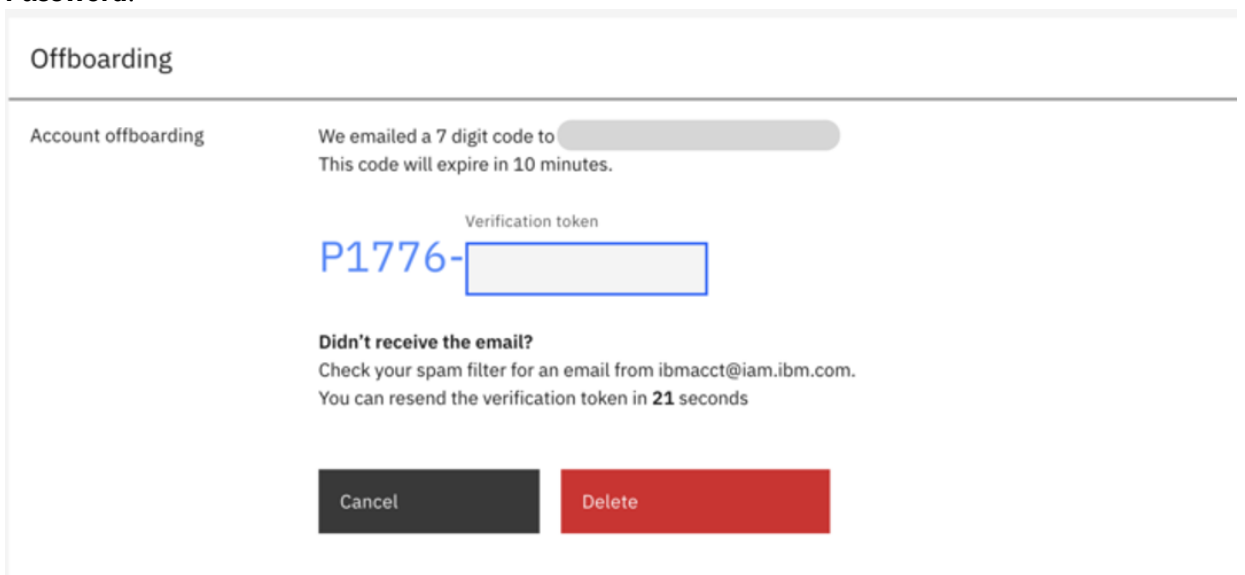 Offboarding
Account offboarding
We emailed a 7 digit code to
This code will expire in 10 minutes.
Verification token
P1776-
Didn't receive the email?
Check your spam filter for an email from ibmacct@iam.ibm.com.
You can resend the verification token in 21 seconds
Cancel
Delete